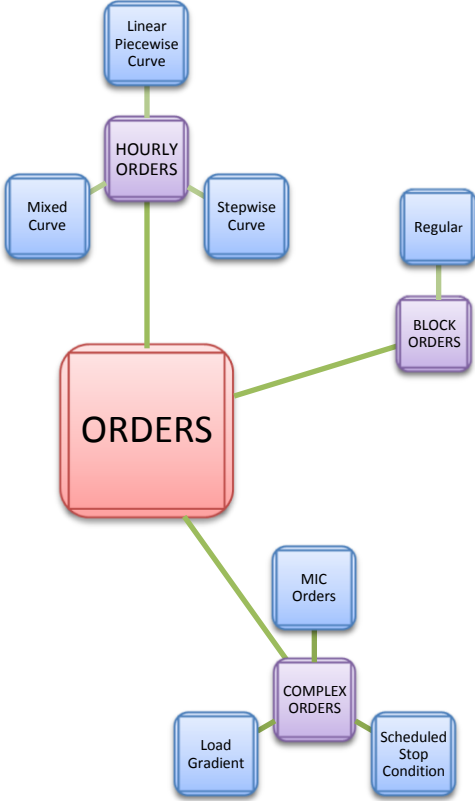 Linear
Piecewise
Curve
HOURLY
ORDERS
Mixed
Curve
Stepwise
Curve
Regular
BLOCK
ORDERS
ORDERS
MIC
Orders
COMPLEX
ORDERS
Load
Gradient
Scheduled
Stop
Condition